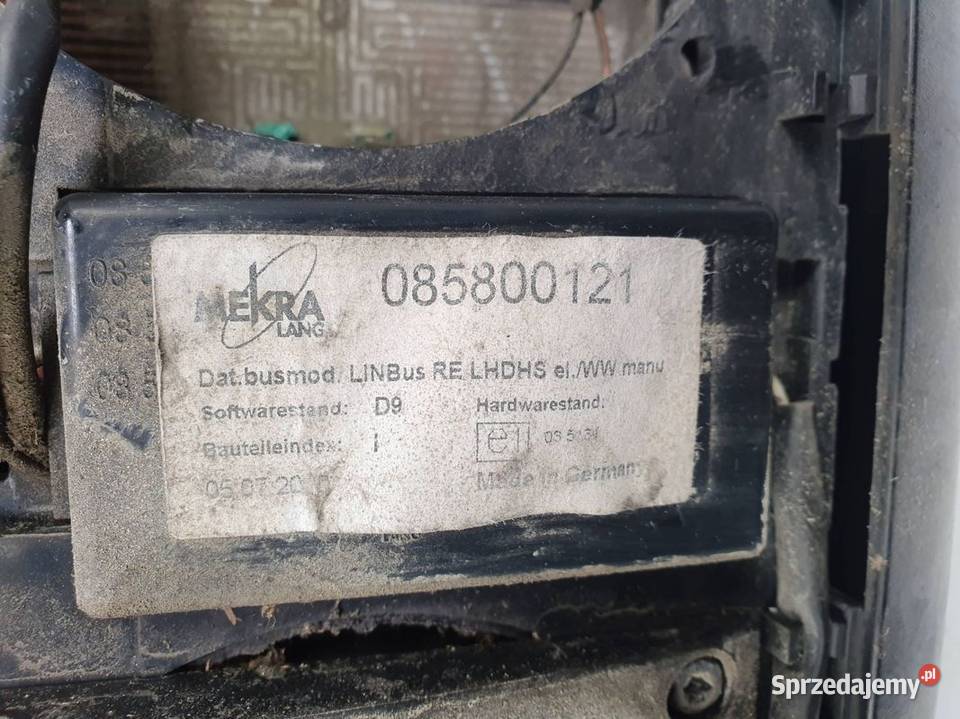 MEKRA
LANG
085800121
Dat.busmod. LINBus RE LHDHS el./WW manu
Softwarestand: D9
Hardwarestand:
Bauteileindex: I
e1
Made in Germany
Sprzedajemy.pl